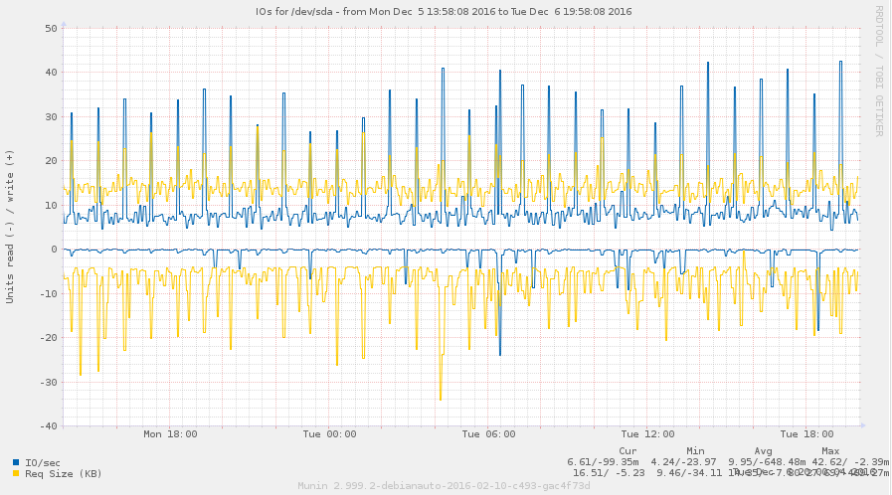 IOs for /dev/sda - from Mon Dec 5 13:58:08 2016 to Tue Dec 6 19:58:08 2016
RRDTOOL / TOBI OETIKER
Units read (-) / write (+)
50
40
30
20
10
0
-10
-20
-30
-40
Mon 18:00 Tue 00:00 Tue 06:00 Tue 12:00 Tue 18:00
Cur Min Avg Max
IO/sec 6.61/-99.35m 4.24/-23.97 9.95/-648.48m 42.62/ -2.39m
Req Size (KB) 16.51/ -5.23 9.46/-34.11
Munin 2.999.2-debianauto-2016-02-10-c493-gac4f73d